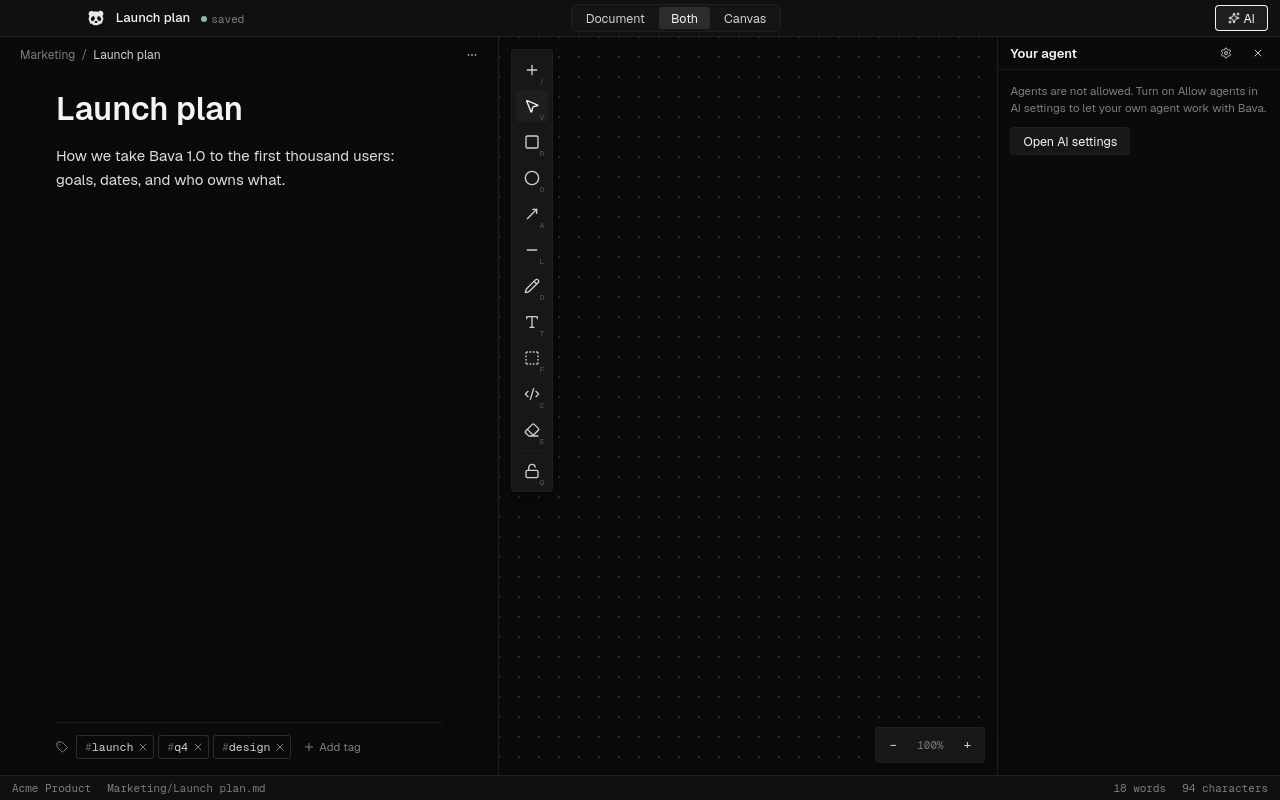 Launch plan
saved
Document
Both
Canvas
AI
Marketing / Launch plan
Launch plan
How we take Bava 1.0 to the first thousand users:
goals, dates, and who owns what.
#launch
#q4
#design
Add tag
/
V
R
O
A
L
D
T
F
C
E
Q
− 100% +
Your agent
Agents are not allowed. Turn on Allow agents in
AI settings to let your own agent work with Bava.
Open AI settings
Acme Product
Marketing/Launch plan.md
18 words
94 characters